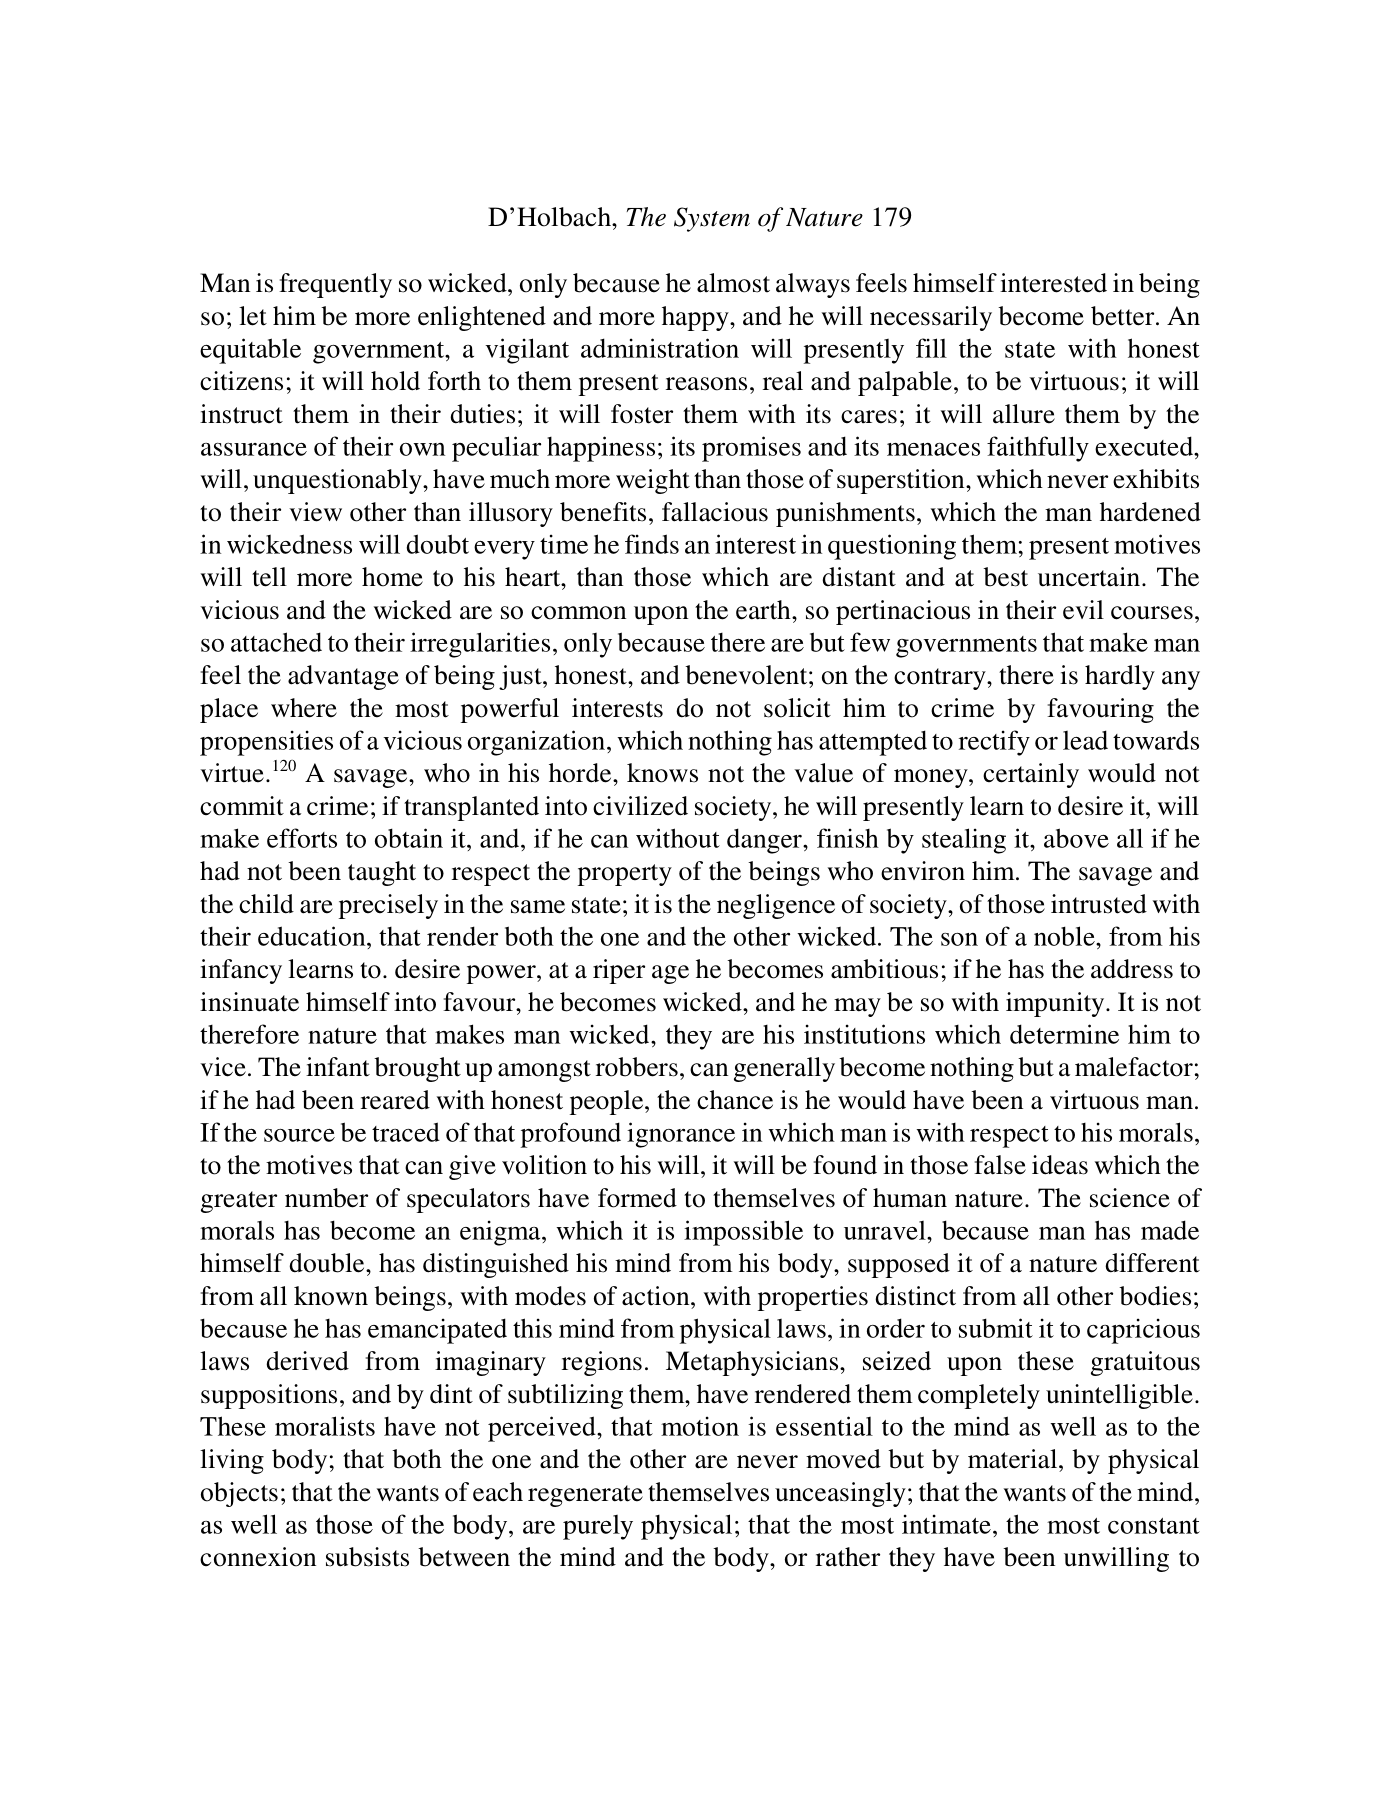 D’Holbach, The System of Nature 179
Man is frequently so wicked, only because he almost always feels himself interested in being
so; let him be more enlightened and more happy, and he will necessarily become better. An
equitable government, a vigilant administration will presently fill the state with honest
citizens; it will hold forth to them present reasons, real and palpable, to be virtuous; it will
instruct them in their duties; it will foster them with its cares; it will allure them by the
assurance of their own peculiar happiness; its promises and its menaces faithfully executed,
will, unquestionably, have much more weight than those of superstition, which never exhibits
to their view other than illusory benefits, fallacious punishments, which the man hardened
in wickedness will doubt every time he finds an interest in questioning them; present motives
will tell more home to his heart, than those which are distant and at best uncertain. The
vicious and the wicked are so common upon the earth, so pertinacious in their evil courses,
so attached to their irregularities, only because there are but few governments that make man
feel the advantage of being just, honest, and benevolent; on the contrary, there is hardly any
place where the most powerful interests do not solicit him to crime by favouring the
propensities of a vicious organization, which nothing has attempted to rectify or lead towards
virtue.120 A savage, who in his horde, knows not the value of money, certainly would not
commit a crime; if transplanted into civilized society, he will presently learn to desire it, will
make efforts to obtain it, and, if he can without danger, finish by stealing it, above all if he
had not been taught to respect the property of the beings who environ him. The savage and
the child are precisely in the same state; it is the negligence of society, of those intrusted with
their education, that render both the one and the other wicked. The son of a noble, from his
infancy learns to. desire power, at a riper age he becomes ambitious; if he has the address to
insinuate himself into favour, he becomes wicked, and he may be so with impunity. It is not
therefore nature that makes man wicked, they are his institutions which determine him to
vice. The infant brought up amongst robbers, can generally become nothing but a malefactor;
if he had been reared with honest people, the chance is he would have been a virtuous man.
If the source be traced of that profound ignorance in which man is with respect to his morals,
to the motives that can give volition to his will, it will be found in those false ideas which the
greater number of speculators have formed to themselves of human nature. The science of
morals has become an enigma, which it is impossible to unravel, because man has made
himself double, has distinguished his mind from his body, supposed it of a nature different
from all known beings, with modes of action, with properties distinct from all other bodies;
because he has emancipated this mind from physical laws, in order to submit it to capricious
laws derived from imaginary regions. Metaphysicians, seized upon these gratuitous
suppositions, and by dint of subtilizing them, have rendered them completely unintelligible.
These moralists have not perceived, that motion is essential to the mind as well as to the
living body; that both the one and the other are never moved but by material, by physical
objects; that the wants of each regenerate themselves unceasingly; that the wants of the mind,
as well as those of the body, are purely physical; that the most intimate, the most constant
connexion subsists between the mind and the body, or rather they have been unwilling to